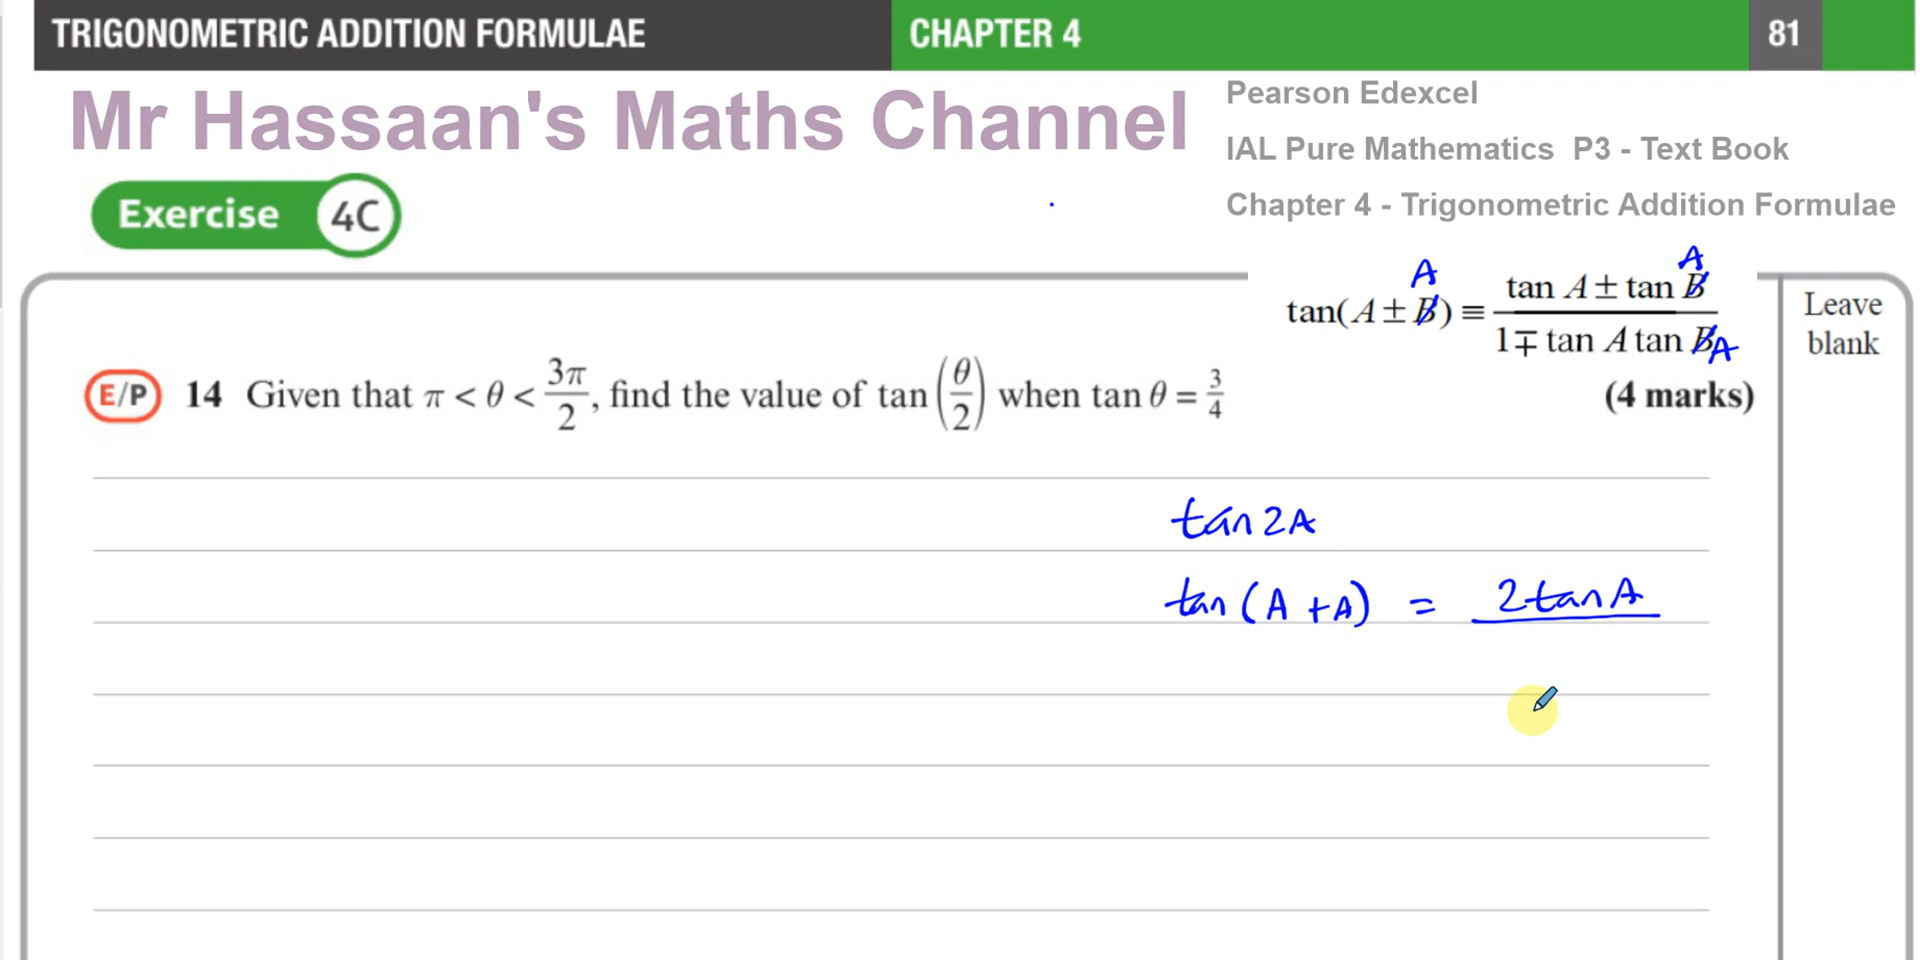 TRIGONOMETRIC ADDITION FORMULAE CHAPTER 4 81
Mr Hassaan's Maths Channel
Pearson Edexcel
IAL Pure Mathematics P3 - Text Book
Chapter 4 - Trigonometric Addition Formulae
Exercise 4C
A A
tan(A ± B) ≡ (tan A ± tan B)/(1 ∓ tan A tan B) A
Leave
blank
E/P 14 Given that π < θ < 3π/2, find the value of tan(θ/2) when tan θ = 3/4
(4 marks)
tan 2A
tan (A + A) = 2tan A